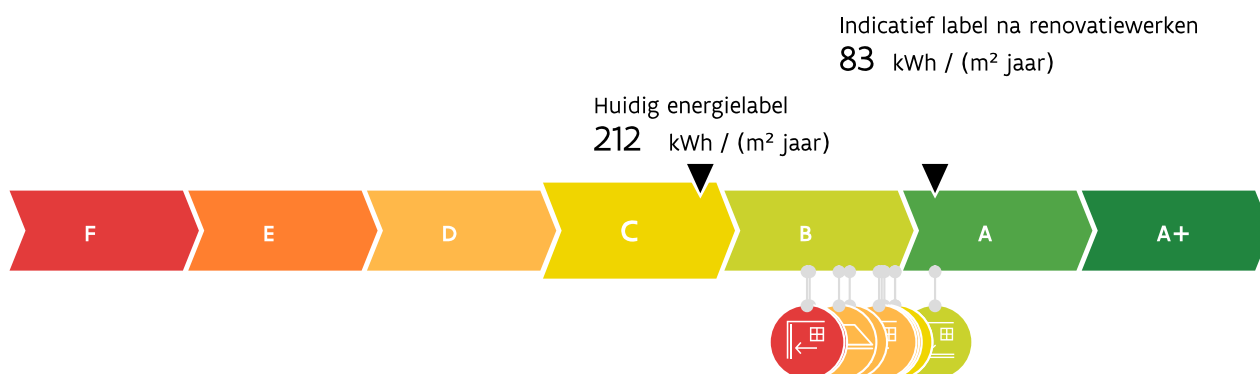 Indicatief label na renovatiewerken
83 kWh / (m² jaar)
Huidig energielabel
212 kWh / (m² jaar)
F E D C B A A+